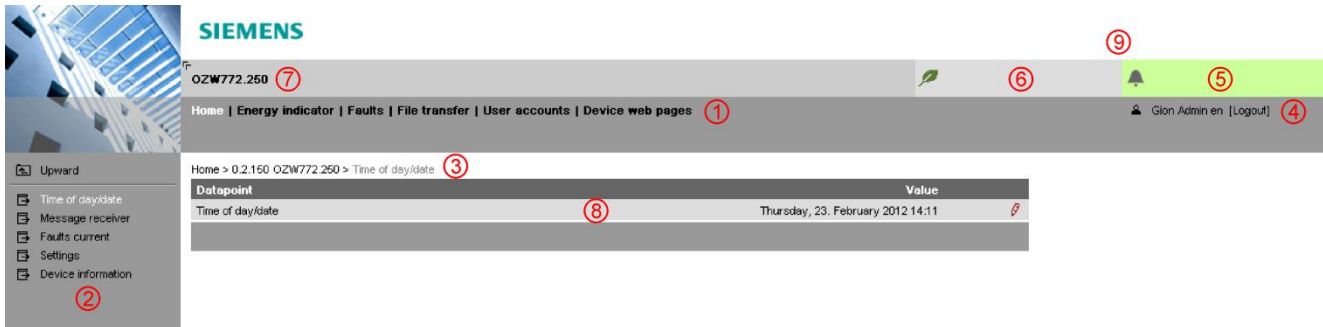 SIEMENS
⑨
OZW772.250 ⑦ ⑥ ⑤
Home | Energy indicator | Faults | File transfer | User accounts | Device web pages ① Gion Admin en [Logout] ④
Upward
Home > 0.2.150 OZW772.250 > Time of day/date ③
Datapoint Value
Time of day/date ⑧ Thursday, 23. February 2012 14:11
Time of day/date
Message receiver
Faults current
Settings
Device information
②